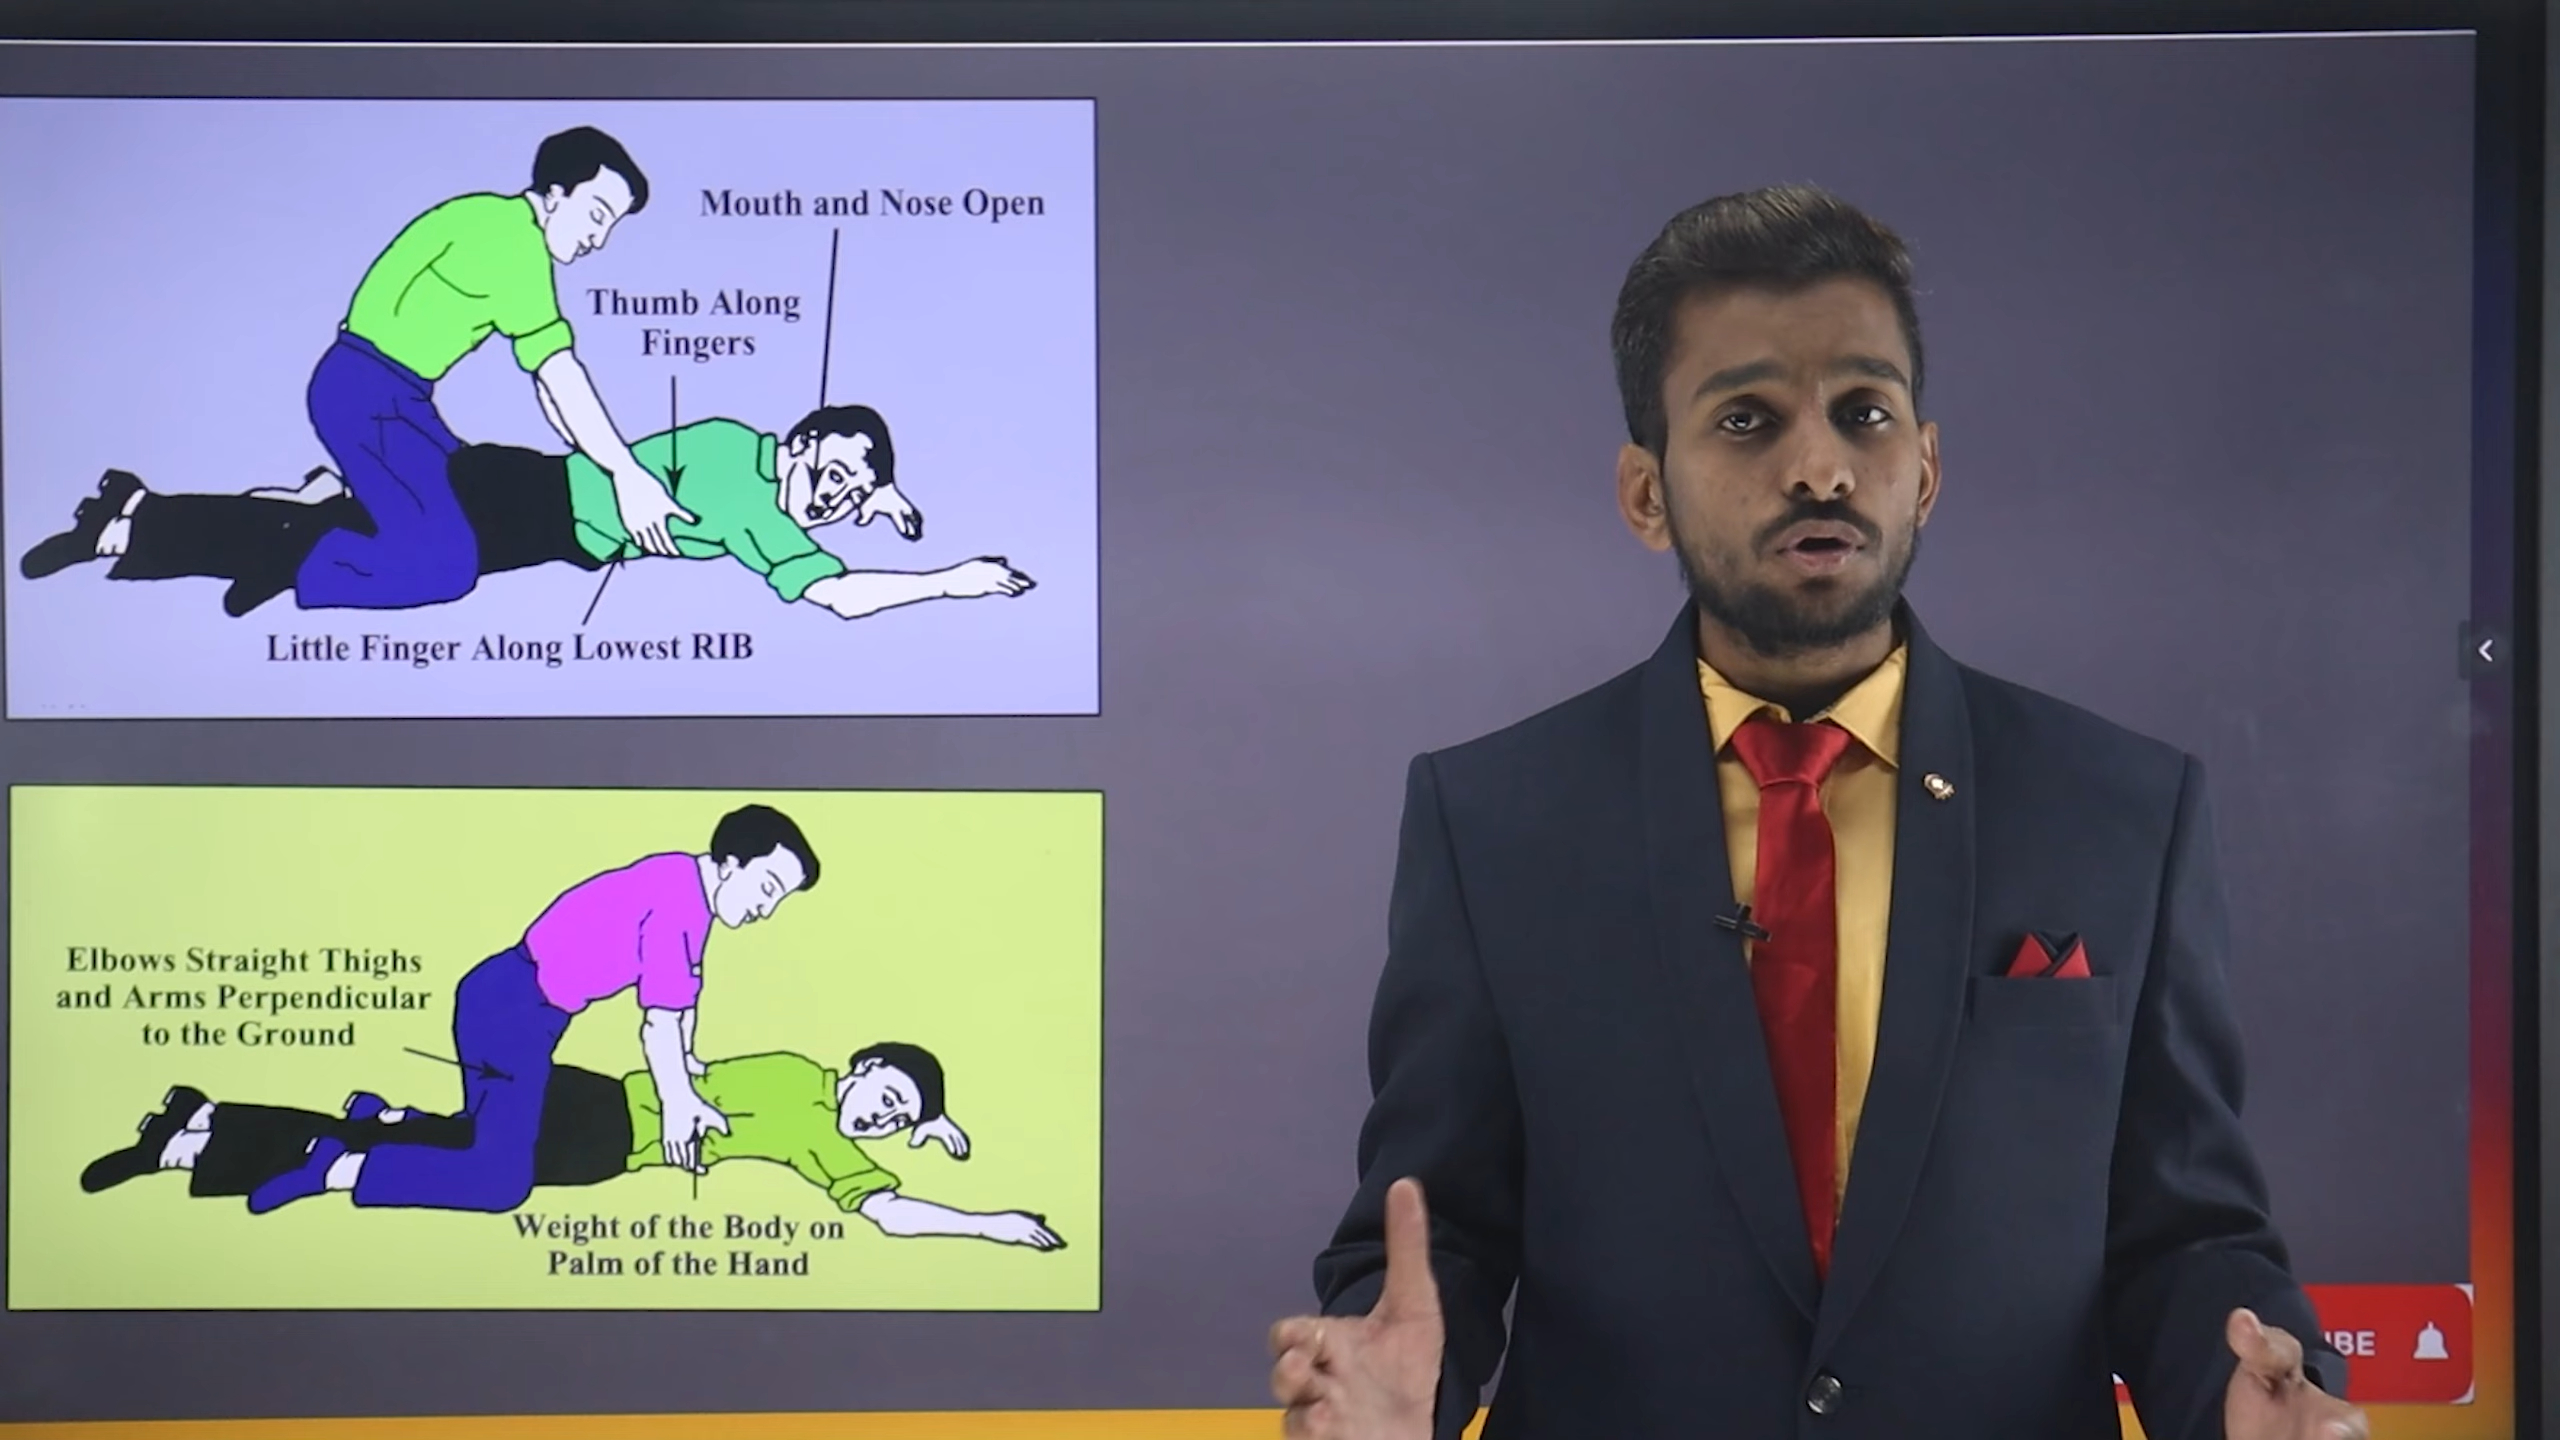 Mouth and Nose Open
Thumb Along
Fingers
Little Finger Along Lowest RIB
Elbows Straight Thighs
and Arms Perpendicular
to the Ground
Weight of the Body on
Palm of the Hand